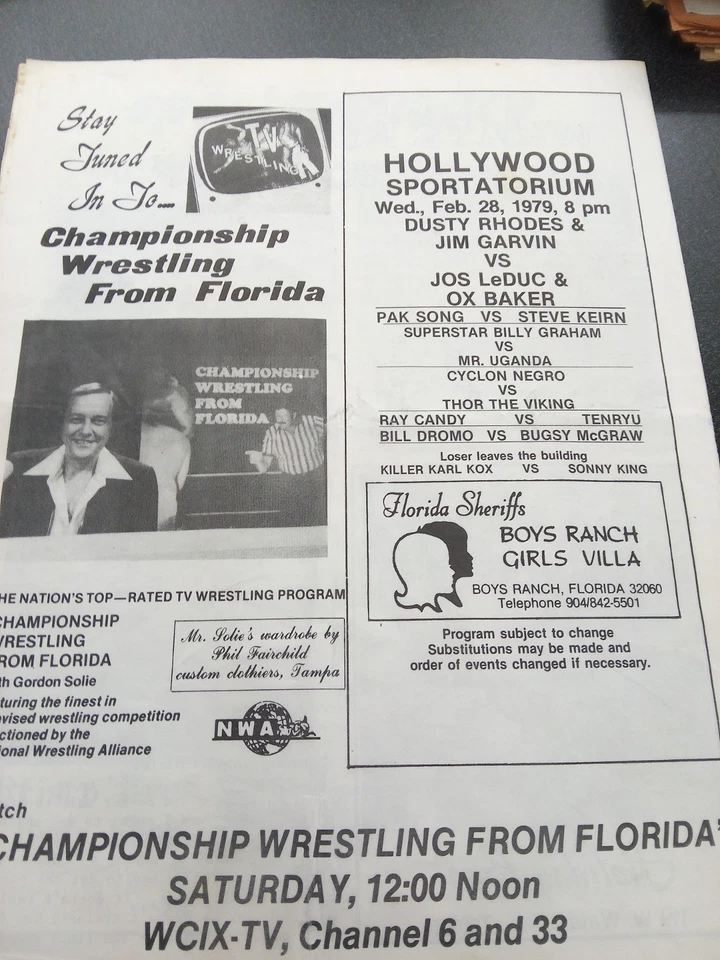 Stay
Tuned
In To....
TV
WRESTLING
Championship
Wrestling
From Florida
CHAMPIONSHIP
WRESTLING
FROM
FLORIDA
HE NATION'S TOP—RATED TV WRESTLING PROGRAM
CHAMPIONSHIP
WRESTLING
ROM FLORIDA
th Gordon Solie
turing the finest in
vised wrestling competition
ctioned by the
ional Wrestling Alliance
Mr. Solie's wardrobe by
Phil Fairchild
custom clothiers, Tampa
NWA
HOLLYWOOD
SPORTATORIUM
Wed., Feb. 28, 1979, 8 pm
DUSTY RHODES &
JIM GARVIN
VS
JOS LeDUC &
OX BAKER
PAK SONG VS STEVE KEIRN
SUPERSTAR BILLY GRAHAM
VS
MR. UGANDA
CYCLON NEGRO
VS
THOR THE VIKING
RAY CANDY VS TENRYU
BILL DROMO VS BUGSY McGRAW
Loser leaves the building
KILLER KARL KOX VS SONNY KING
Florida Sheriffs
BOYS RANCH
GIRLS VILLA
BOYS RANCH, FLORIDA 32060
Telephone 904/842-5501
Program subject to change
Substitutions may be made and
order of events changed if necessary.
tch
CHAMPIONSHIP WRESTLING FROM FLORIDA"
SATURDAY, 12:00 Noon
WCIX-TV, Channel 6 and 33